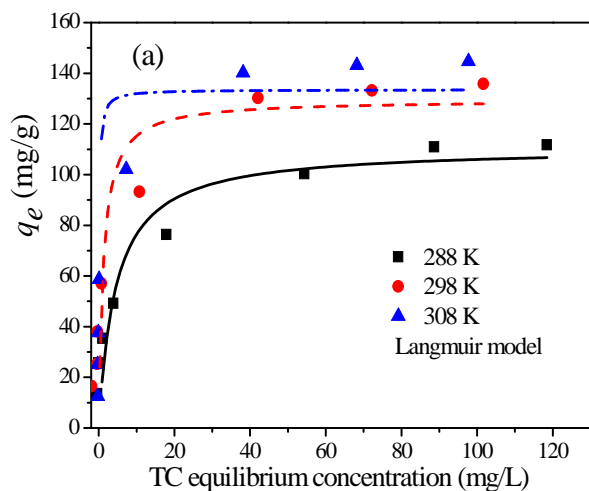 (a)
160
140
120
100
80
60
40
20
0
qe (mg/g)
288 K
298 K
308 K
Langmuir model
0 20 40 60 80 100 120
TC equilibrium concentration (mg/L)